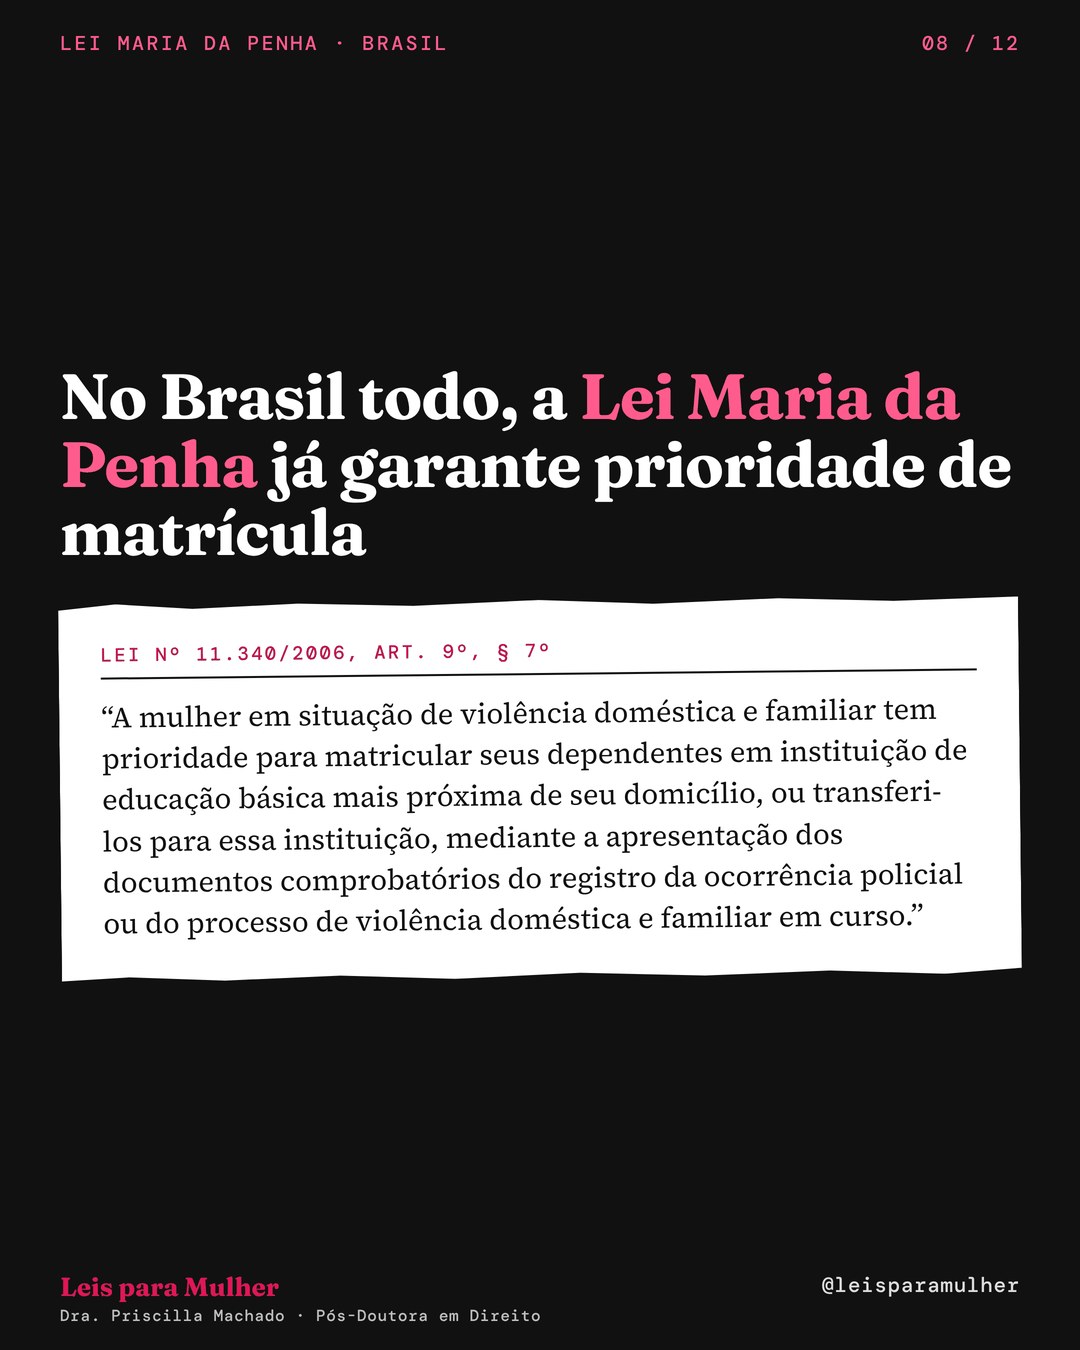 LEI MARIA DA PENHA · BRASIL
08 / 12
No Brasil todo, a Lei Maria da
Penha já garante prioridade de
matrícula
LEI Nº 11.340/2006, ART. 9º, § 7º
“A mulher em situação de violência doméstica e familiar tem
prioridade para matricular seus dependentes em instituição de
educação básica mais próxima de seu domicílio, ou transferi-
los para essa instituição, mediante a apresentação dos
documentos comprobatórios do registro da ocorrência policial
ou do processo de violência doméstica e familiar em curso.”
Leis para Mulher
@leisparamulher
Dra. Priscilla Machado · Pós-Doutora em Direito